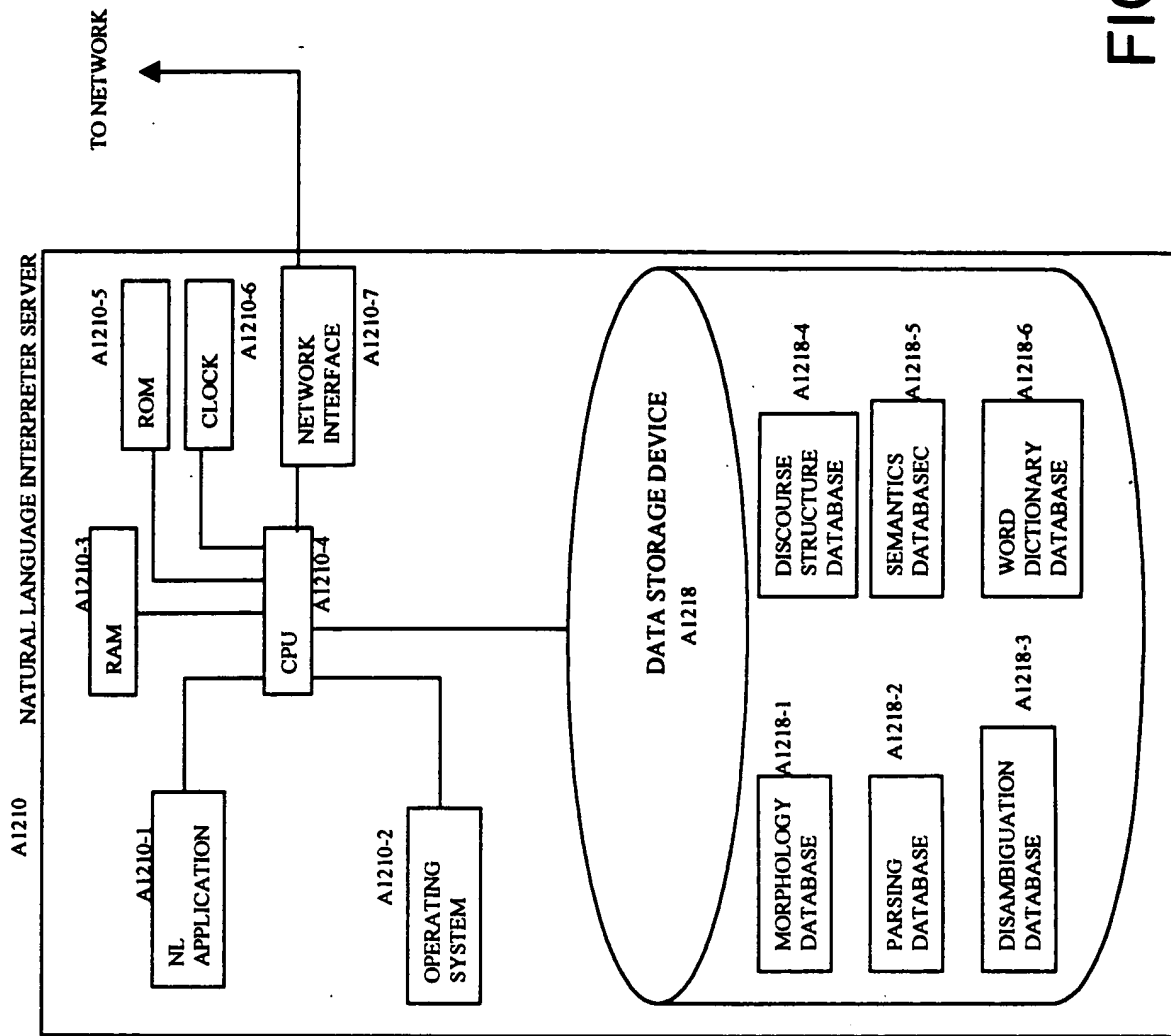 A1210 NATURAL LANGUAGE INTERPRETER SERVER
TO NETWORK
A1210-1
NL
APPLICATION
A1210-2
OPERATING
SYSTEM
A1210-3
RAM
CPU
A1210-4
A1210-5
ROM
CLOCK
A1210-6
NETWORK
INTERFACE
A1210-7
DATA STORAGE DEVICE
A1218
MORPHOLOGY
DATABASE
A1218-1
PARSING
DATABASE
A1218-2
DISAMBIGUATION
DATABASE
A1218-3
DISCOURSE
STRUCTURE
DATABASE
A1218-4
SEMANTICS
DATABASEC
A1218-5
WORD
DICTIONARY
DATABASE
A1218-6